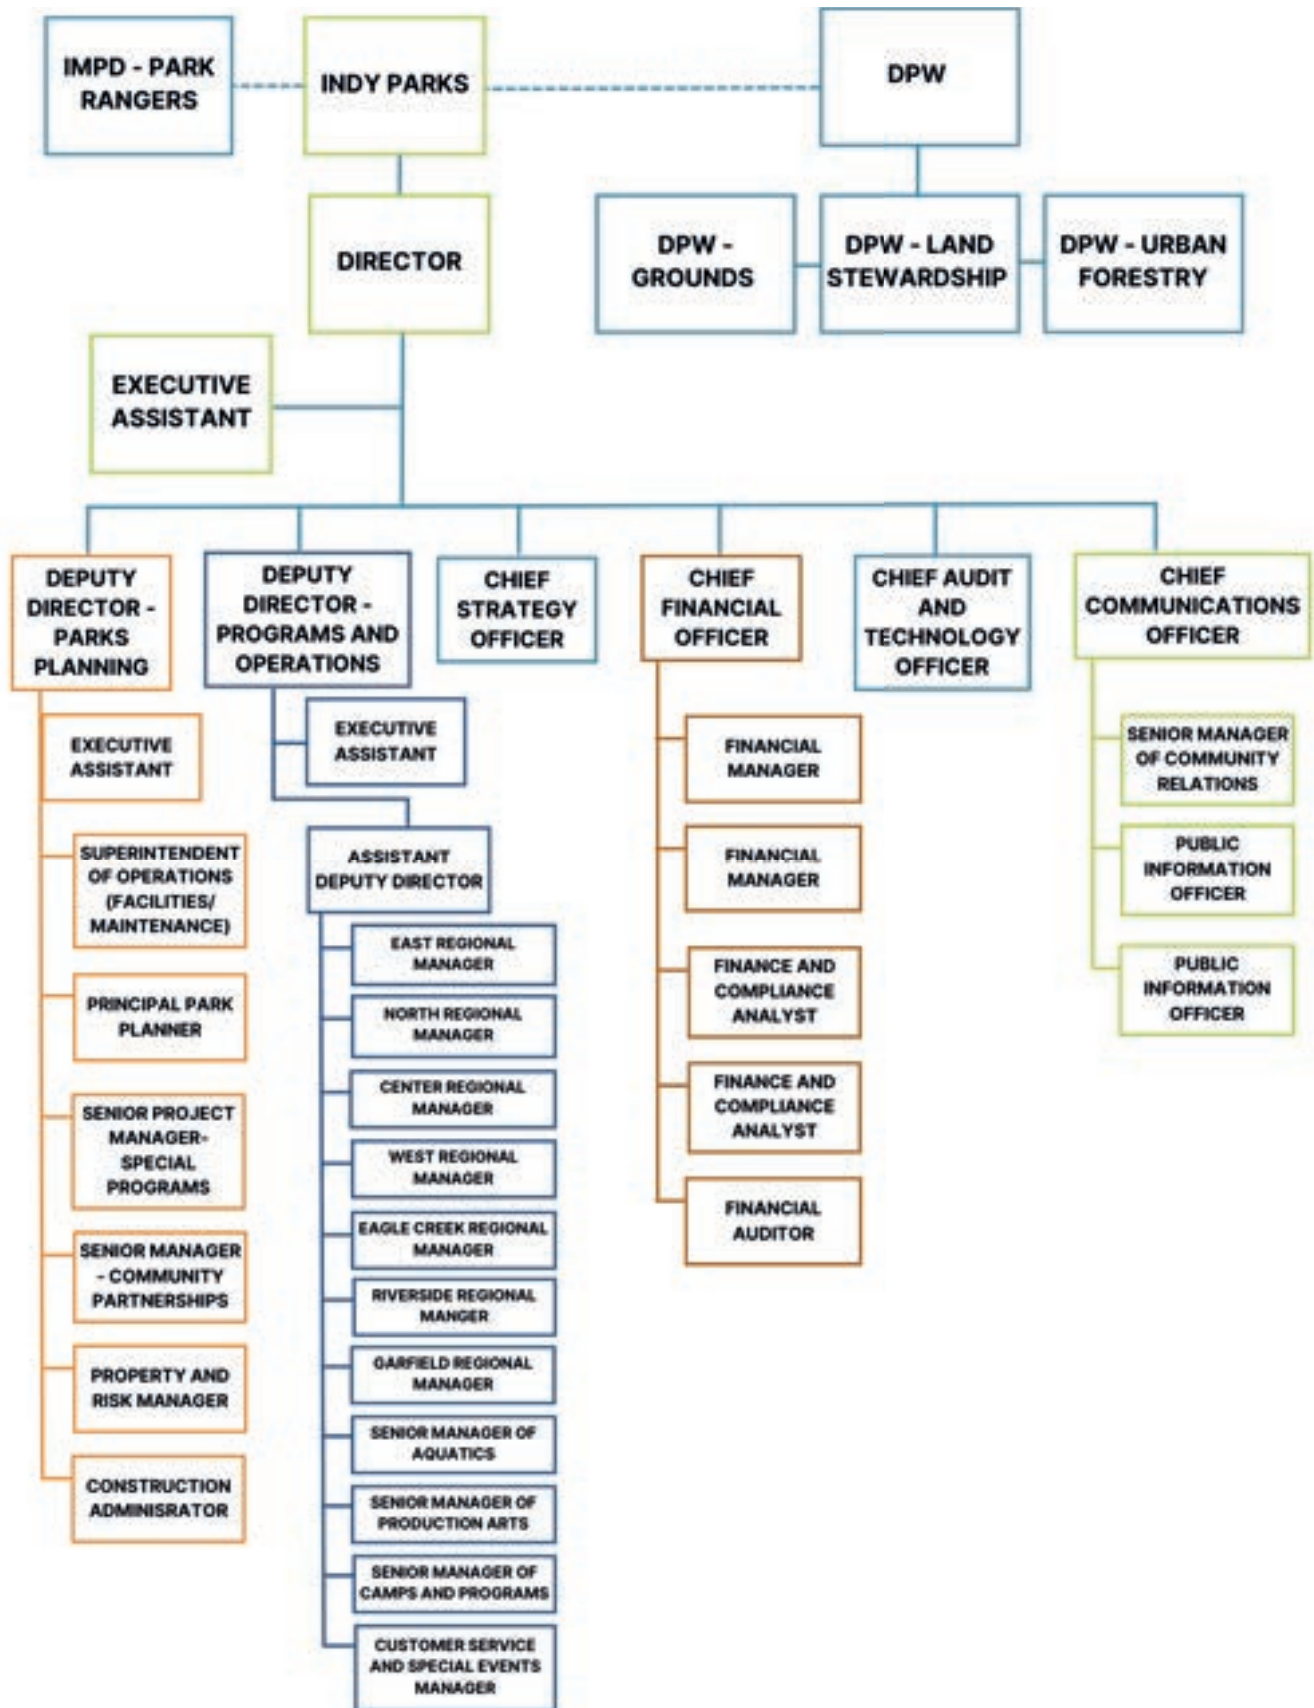 IMPD - PARK
RANGERS
INDY PARKS
DPW
DIRECTOR
DPW -
GROUNDS
DPW - LAND
STEWARDSHIP
DPW - URBAN
FORESTRY
EXECUTIVE
ASSISTANT
DEPUTY
DIRECTOR -
PARKS
PLANNING
DEPUTY
DIRECTOR -
PROGRAMS AND
OPERATIONS
CHIEF
STRATEGY
OFFICER
CHIEF
FINANCIAL
OFFICER
CHIEF AUDIT
AND
TECHNOLOGY
OFFICER
CHIEF
COMMUNICATIONS
OFFICER
EXECUTIVE
ASSISTANT
SUPERINTENDENT
OF OPERATIONS
(FACILITIES/
MAINTENANCE)
PRINCIPAL PARK
PLANNER
SENIOR PROJECT
MANAGER-
SPECIAL
PROGRAMS
SENIOR MANAGER
- COMMUNITY
PARTNERSHIPS
PROPERTY AND
RISK MANAGER
CONSTRUCTION
ADMINISRATOR
EXECUTIVE
ASSISTANT
ASSISTANT
DEPUTY DIRECTOR
EAST REGIONAL
MANAGER
NORTH REGIONAL
MANAGER
CENTER REGIONAL
MANAGER
WEST REGIONAL
MANAGER
EAGLE CREEK REGIONAL
MANAGER
RIVERSIDE REGIONAL
MANGER
GARFIELD REGIONAL
MANAGER
SENIOR MANAGER OF
AQUATICS
SENIOR MANAGER OF
PRODUCTION ARTS
SENIOR MANAGER OF
CAMPS AND PROGRAMS
CUSTOMER SERVICE
AND SPECIAL EVENTS
MANAGER
FINANCIAL
MANAGER
FINANCIAL
MANAGER
FINANCE AND
COMPLIANCE
ANALYST
FINANCE AND
COMPLIANCE
ANALYST
FINANCIAL
AUDITOR
SENIOR MANAGER
OF COMMUNITY
RELATIONS
PUBLIC
INFORMATION
OFFICER
PUBLIC
INFORMATION
OFFICER